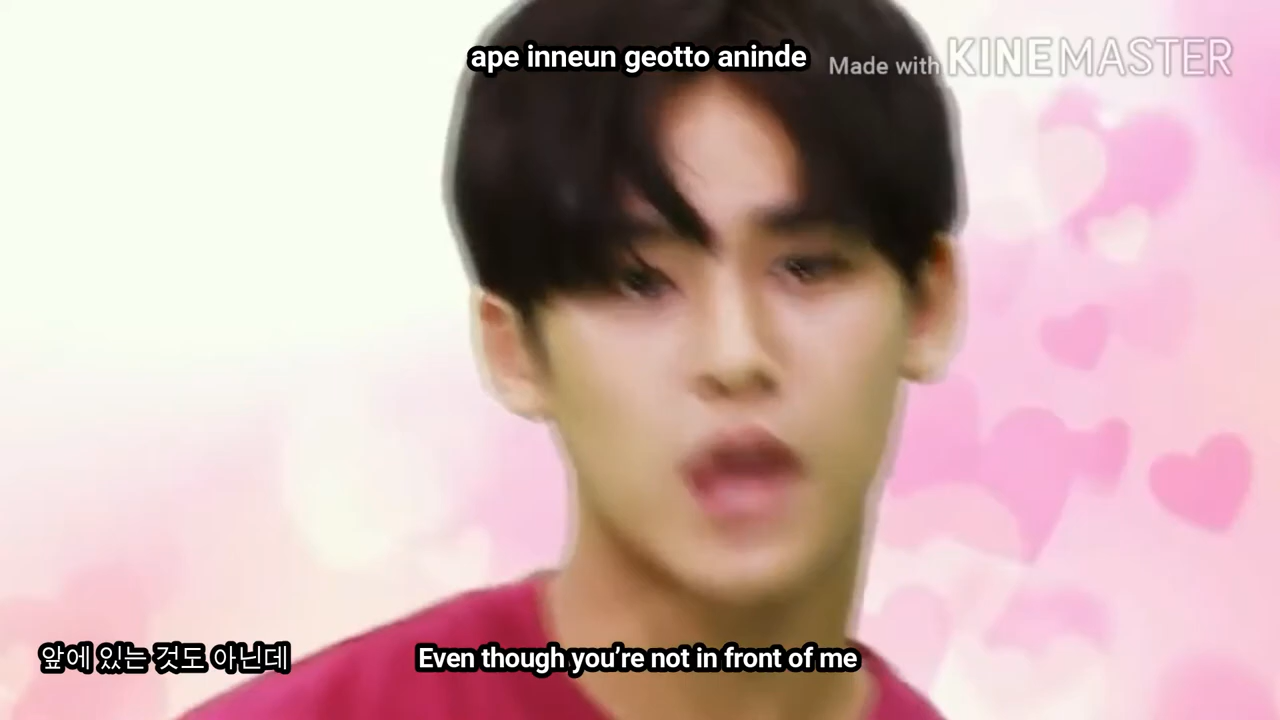 ape inneun geotto aninde
Made with KINEMASTER
앞에 있는 것도 아닌데
Even though you're not in front of me